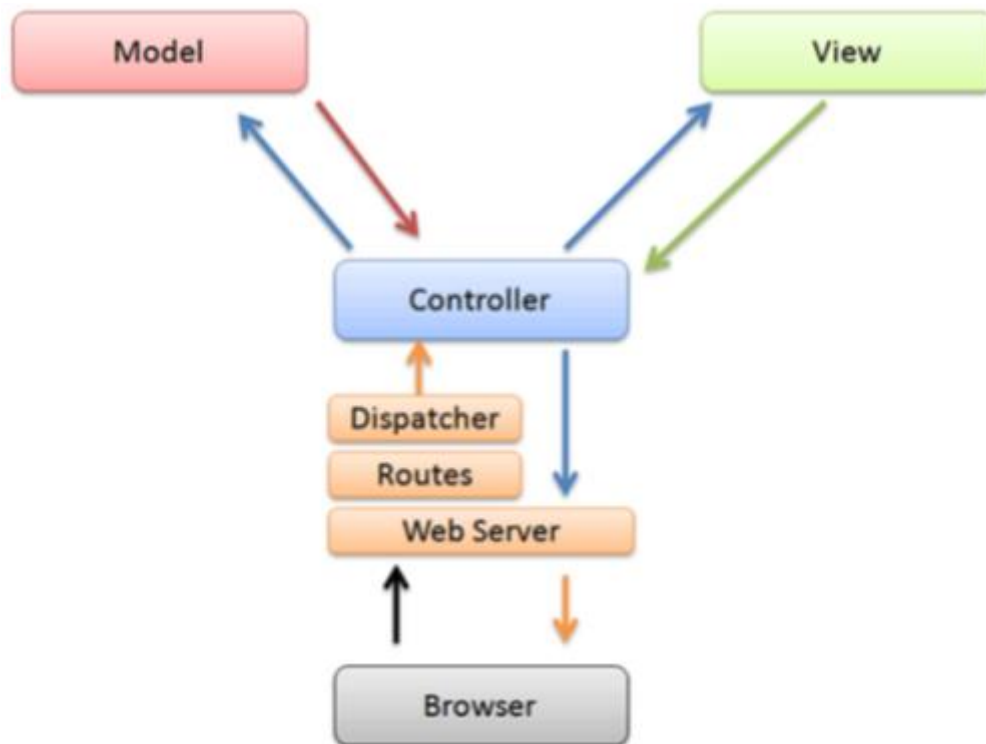 Model
View
Controller
Dispatcher
Routes
Web Server
Browser